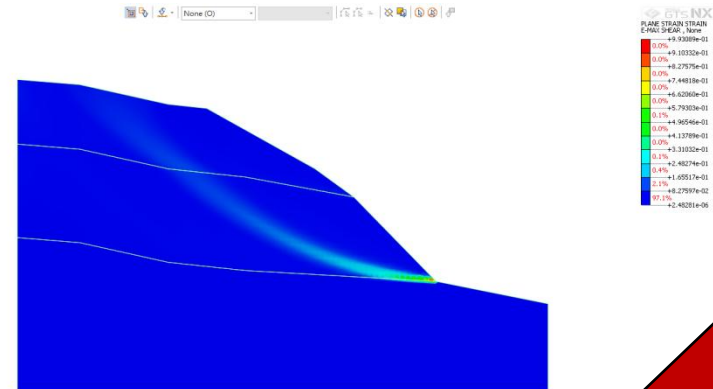 None (O)
GTS NX
PLANE STRAIN STRAIN
E-MAX SHEAR , None
+9.93089e-01
0.0%
+9.10332e-01
0.0%
+8.27575e-01
0.0%
+7.44818e-01
0.0%
+6.62060e-01
0.0%
+5.79303e-01
0.1%
+4.96546e-01
0.0%
+4.13789e-01
0.0%
+3.31032e-01
0.1%
+2.48274e-01
0.4%
+1.65517e-01
2.1%
+8.27597e-02
97.1%
+2.48281e-06